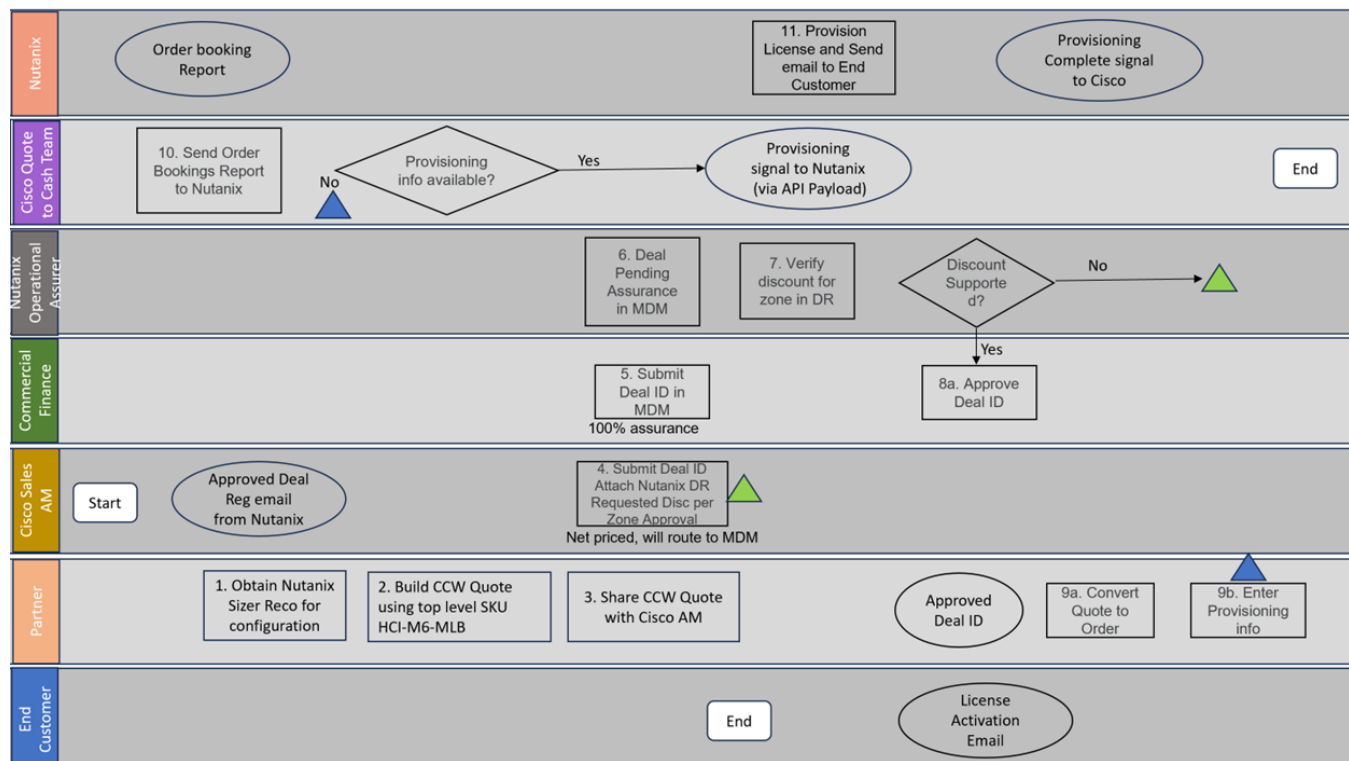 Nutanix
Order booking
Report
11. Provision
License and Send
email to End
Customer
Provisioning
Complete signal
to Cisco
Cisco Quote
to Cash Team
10. Send Order
Bookings Report
to Nutanix
No
Provisioning
info available?
Yes
Provisioning
signal to Nutanix
(via API Payload)
End
Nutanix
Operational
Assurer
6. Deal
Pending
Assurance
in MDM
7. Verify
discount for
zone in DR
Discount
Supporte
d?
No
Yes
Commercial
Finance
5. Submit
Deal ID in
MDM
100% assurance
8a. Approve
Deal ID
Cisco Sales
AM
Start
Approved Deal
Reg email
from Nutanix
4. Submit Deal ID
Attach Nutanix DR
Requested Disc per
Zone Approval
Net priced, will route to MDM
Partner
1. Obtain Nutanix
Sizer Reco for
configuration
2. Build CCW Quote
using top level SKU
HCI-M6-MLB
3. Share CCW Quote
with Cisco AM
Approved
Deal ID
9a. Convert
Quote to
Order
9b. Enter
Provisioning
info
End
Customer
End
License
Activation
Email